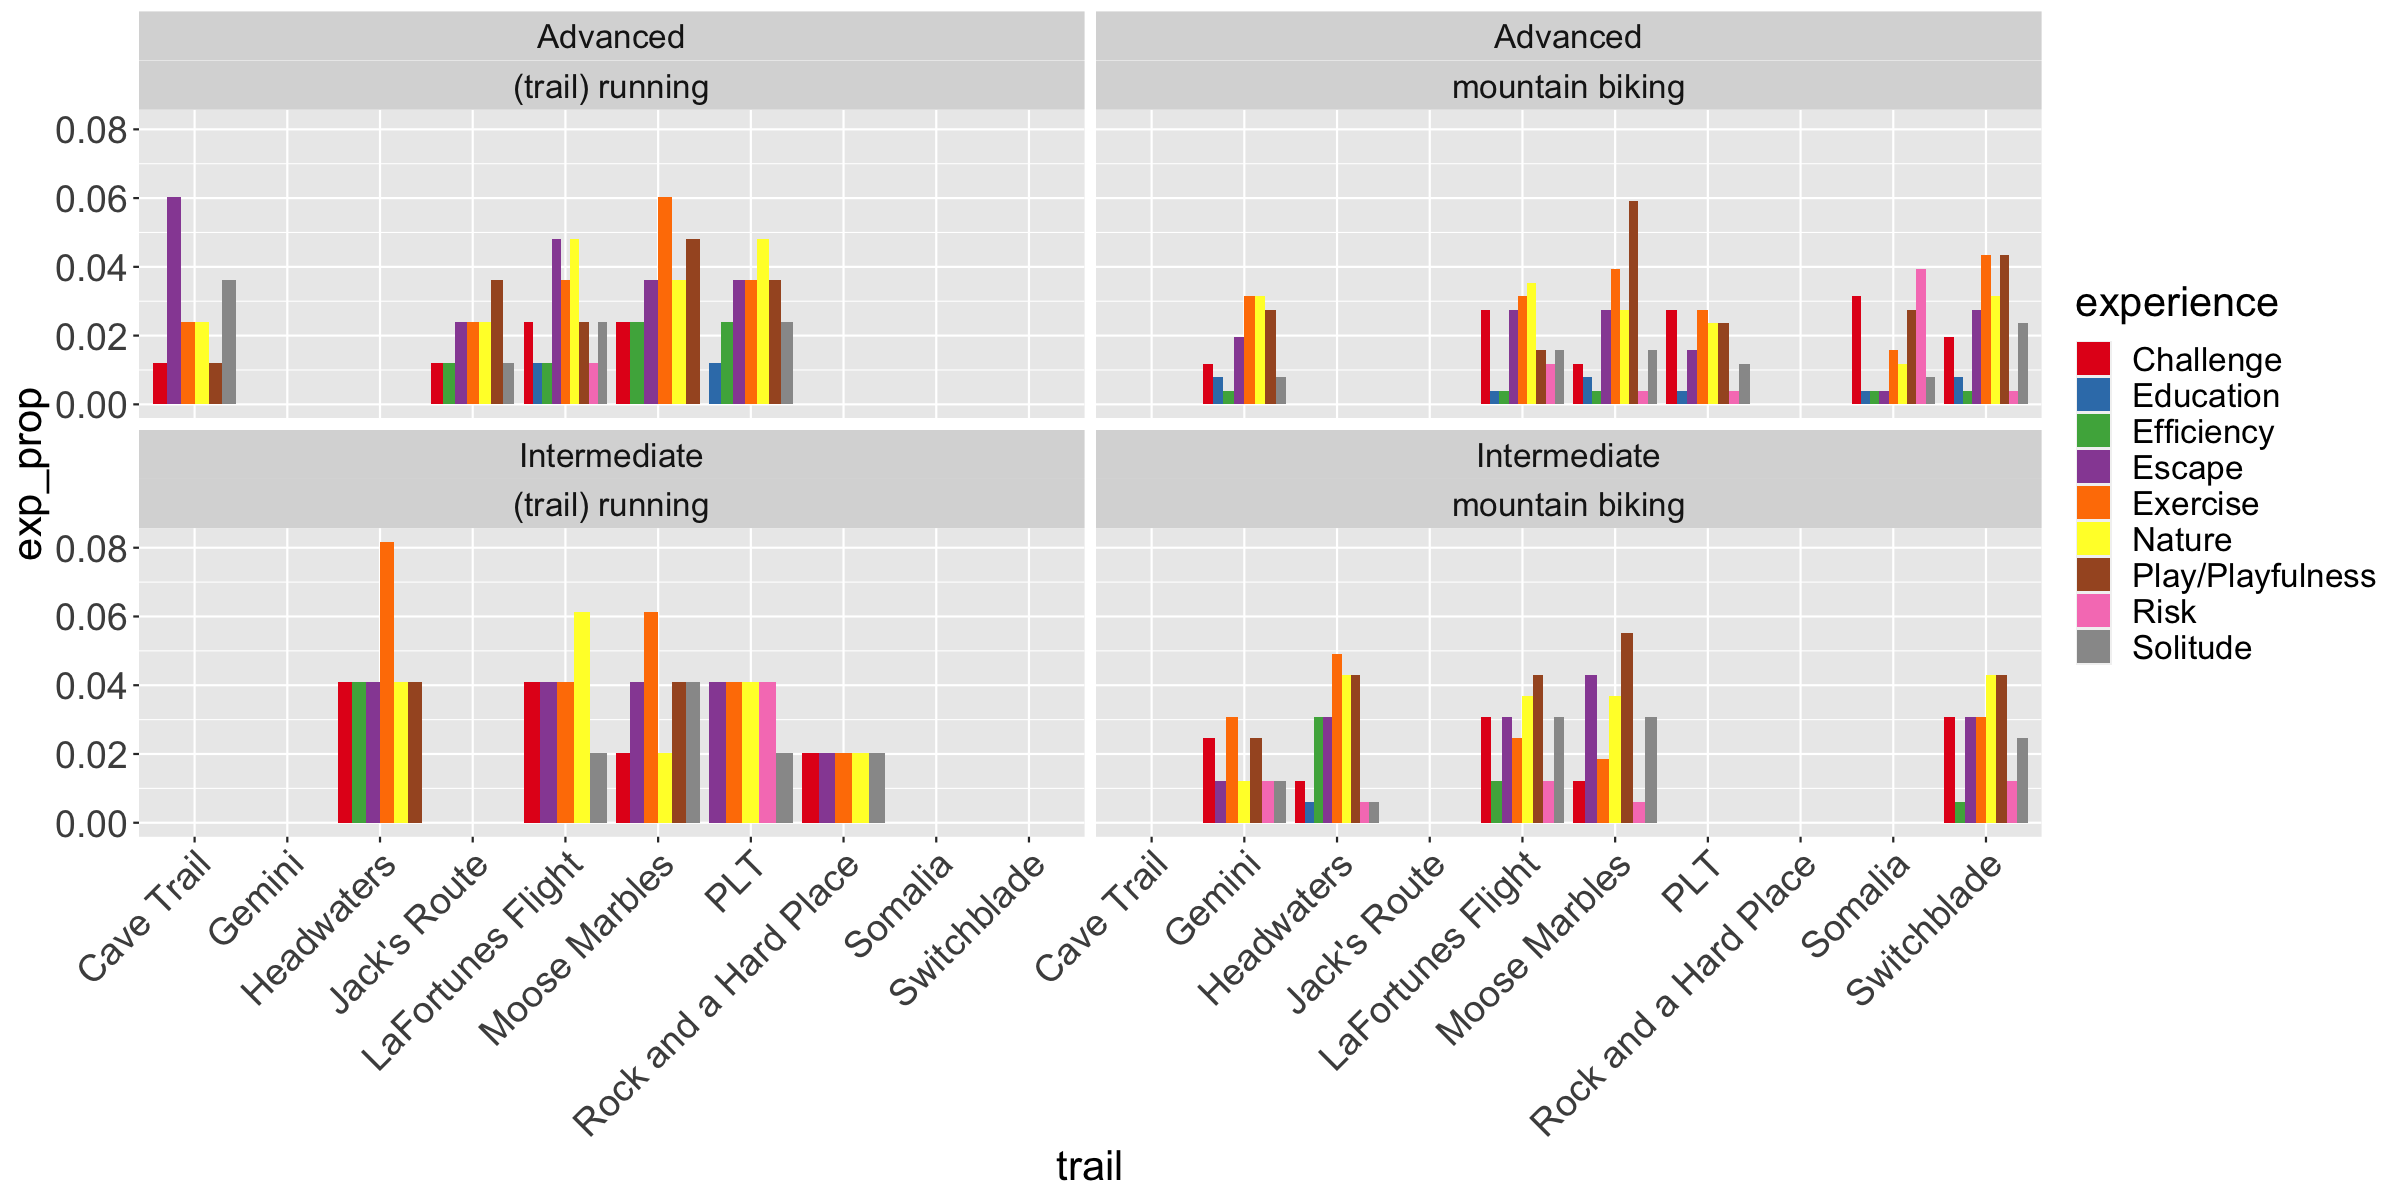 Advanced
(trail) running
Advanced
mountain biking
0.08
0.06
0.04
0.02
0.00
Intermediate
(trail) running
Intermediate
mountain biking
0.08
0.06
0.04
0.02
0.00
exp_prop
Cave Trail
Gemini
Headwaters
Jack's Route
LaFortunes Flight
Moose Marbles
PLT
Rock and a Hard Place
Somalia
Switchblade
Cave Trail
Gemini
Headwaters
Jack's Route
LaFortunes Flight
Moose Marbles
PLT
Rock and a Hard Place
Somalia
Switchblade
trail
experience
Challenge
Education
Efficiency
Escape
Exercise
Nature
Play/Playfulness
Risk
Solitude